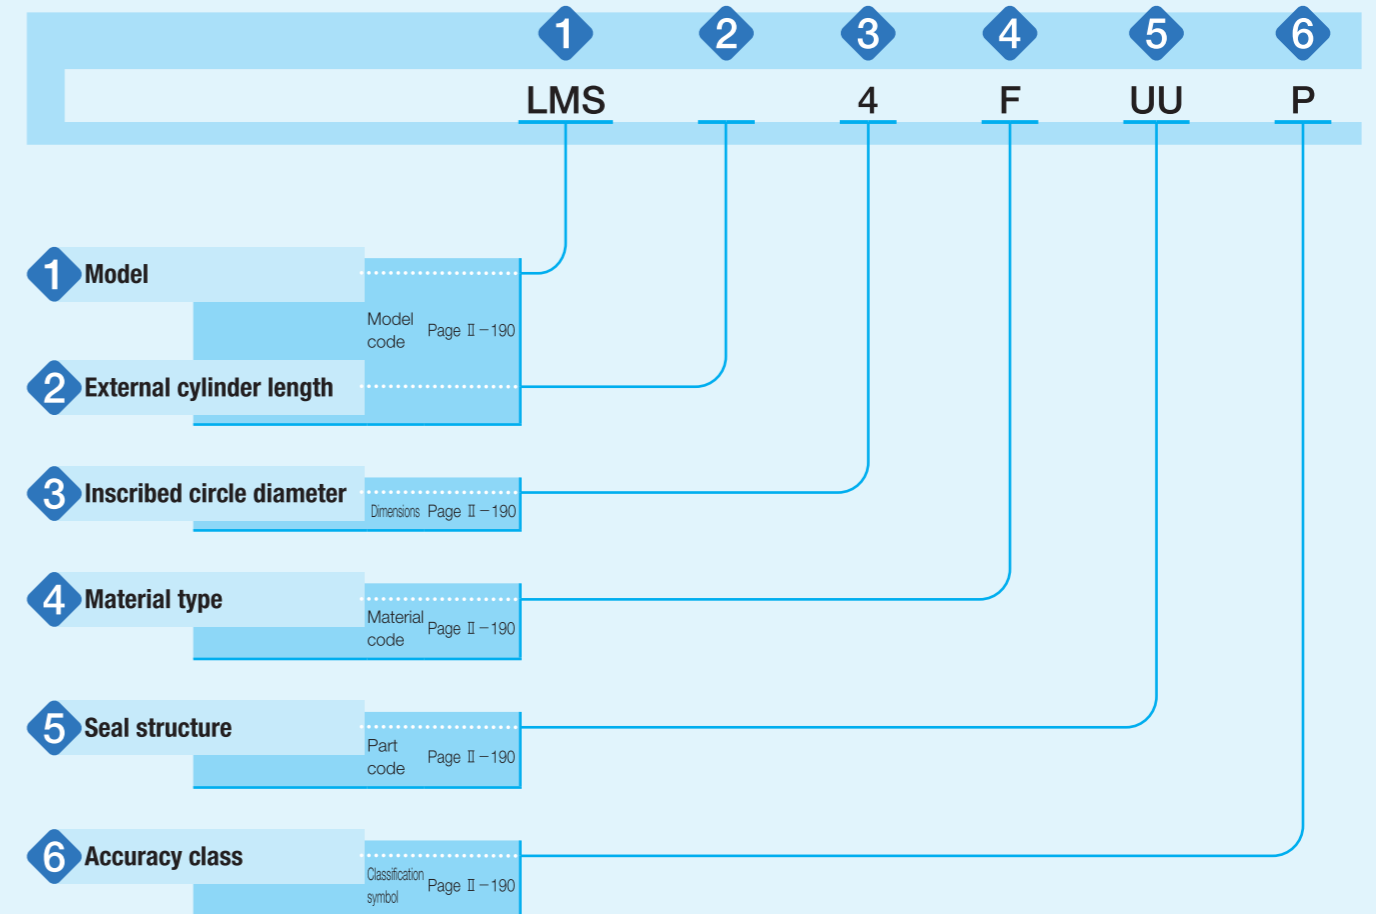 1 2 3 4 5 6
LMS 4 F UU P
1 Model
Model code Page Ⅱ－190
2 External cylinder length
3 Inscribed circle diameter
Dimensions Page Ⅱ－190
4 Material type
Material code Page Ⅱ－190
5 Seal structure
Part code Page Ⅱ－190
6 Accuracy class
Classification symbol Page Ⅱ－190